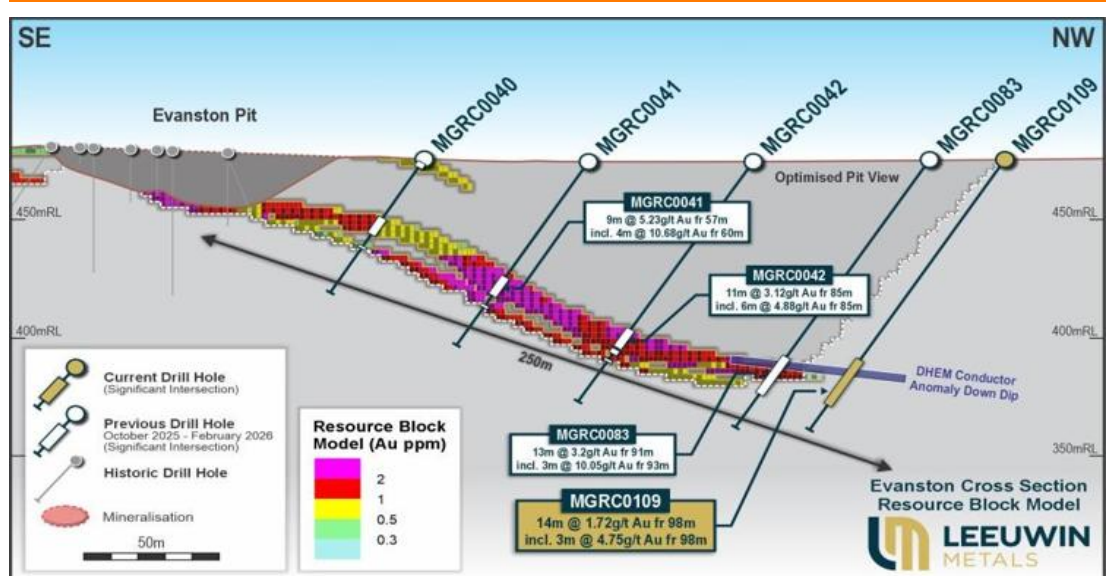 SE
NW
Evanston Pit
MGRC0040
MGRC0041
MGRC0042
MGRC0083
MGRC0109
Optimised Pit View
450mRL
450mRL
MGRC0041
9m @ 5.23g/t Au fr 57m
incl. 4m @ 10.68g/t Au fr 60m
MGRC0042
11m @ 3.12g/t Au fr 85m
incl. 6m @ 4.88g/t Au fr 85m
400mRL
400mRL
250m
DHEM Conductor
Anomaly Down Dip
MGRC0083
13m @ 3.2g/t Au fr 91m
incl. 3m @ 10.05g/t Au fr 93m
350mRL
MGRC0109
14m @ 1.72g/t Au fr 98m
incl. 3m @ 4.75g/t Au fr 98m
Current Drill Hole
(Significant Intersection)
Previous Drill Hole
October 2025 - February 2026
(Significant Intersection)
Historic Drill Hole
Mineralisation
50m
Resource Block
Model (Au ppm)
2
1
0.5
0.3
Evanston Cross Section
Resource Block Model
LEEUWIN
METALS